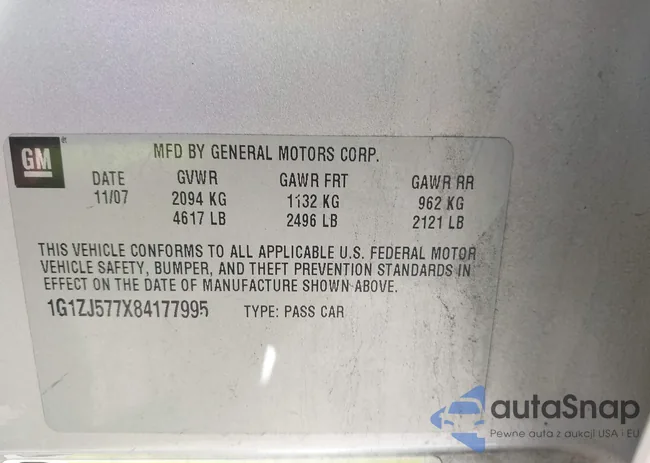 GM
MFD BY GENERAL MOTORS CORP.
DATE GVWR GAWR FRT GAWR RR
11/07 2094 KG 1132 KG 962 KG
4617 LB 2496 LB 2121 LB
THIS VEHICLE CONFORMS TO ALL APPLICABLE U.S. FEDERAL MOTOR
VEHICLE SAFETY, BUMPER, AND THEFT PREVENTION STANDARDS IN
EFFECT ON THE DATE OF MANUFACTURE SHOWN ABOVE.
1G1ZJ577X84177995 TYPE: PASS CAR
autaSnap
Pewne auta z aukcji USA i EU